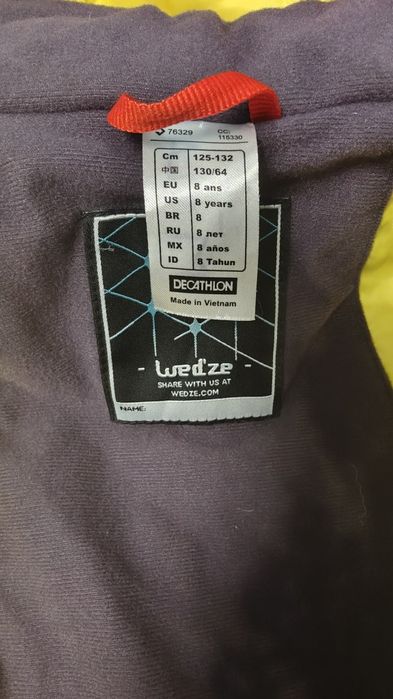 76329 CC:
115330
Cm 125-132
中国 130/64
EU 8 ans
US 8 years
BR 8
RU 8 лет
MX 8 años
ID 8 Tahun
DECATHLON
Made in Vietnam
- Wed'ze -
SHARE WITH US AT
WEDZE.COM
NAME: